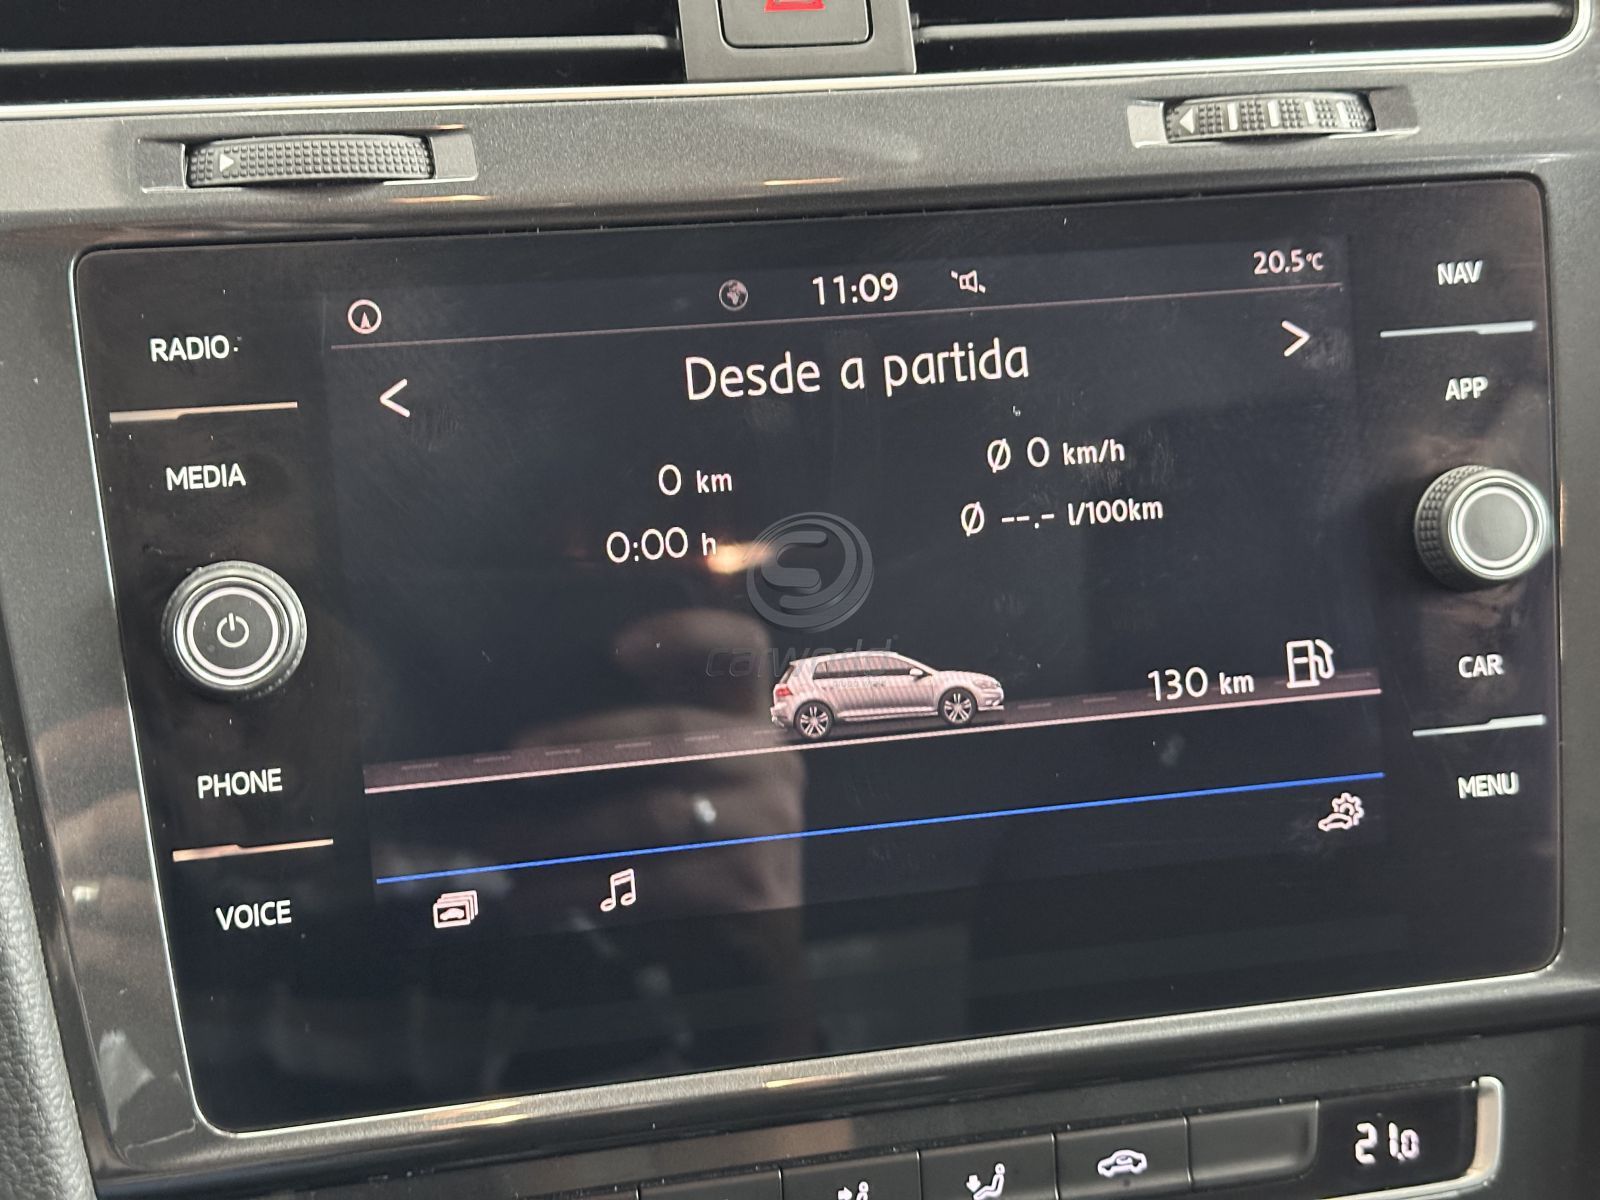 11:09
20.5°C
NAV
RADIO
Desde a partida
APP
MEDIA
0 km
Ø 0 km/h
0:00 h
Ø --.- l/100km
carworld
130 km
CAR
PHONE
MENU
VOICE
21.0